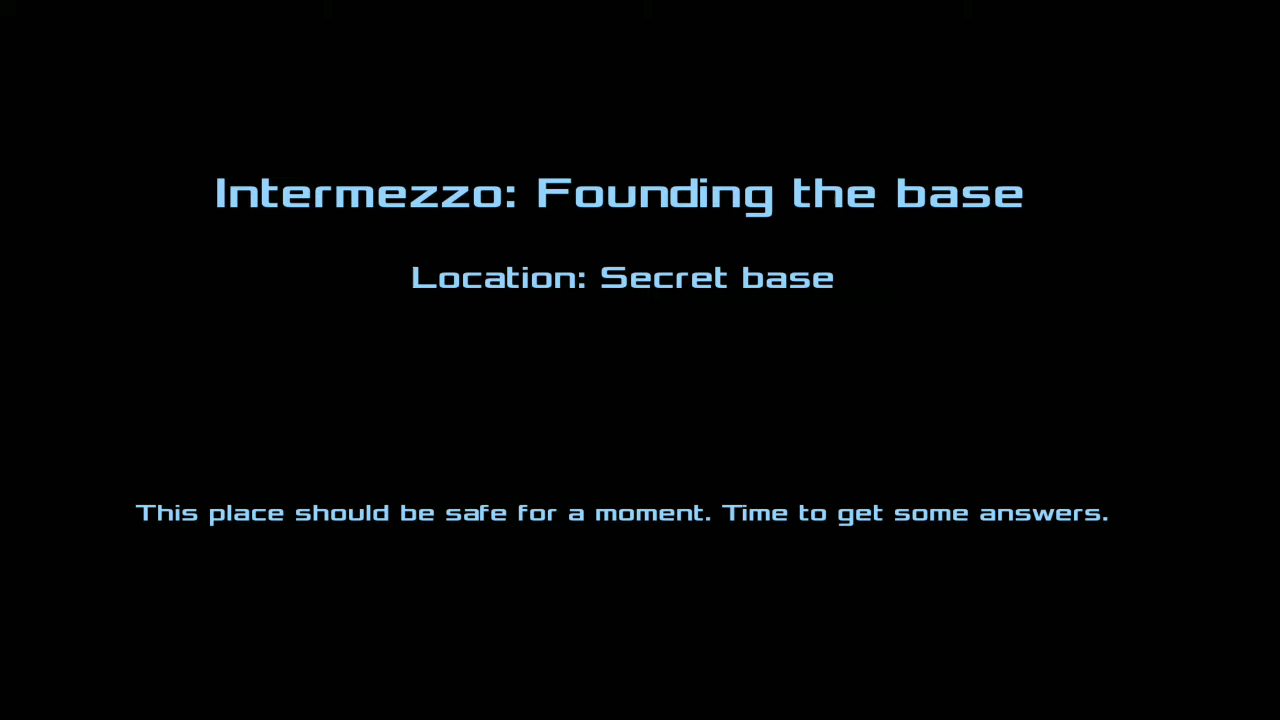 Intermezzo: Founding the base
Location: Secret base
This place should be safe for a moment. Time to get some answers.